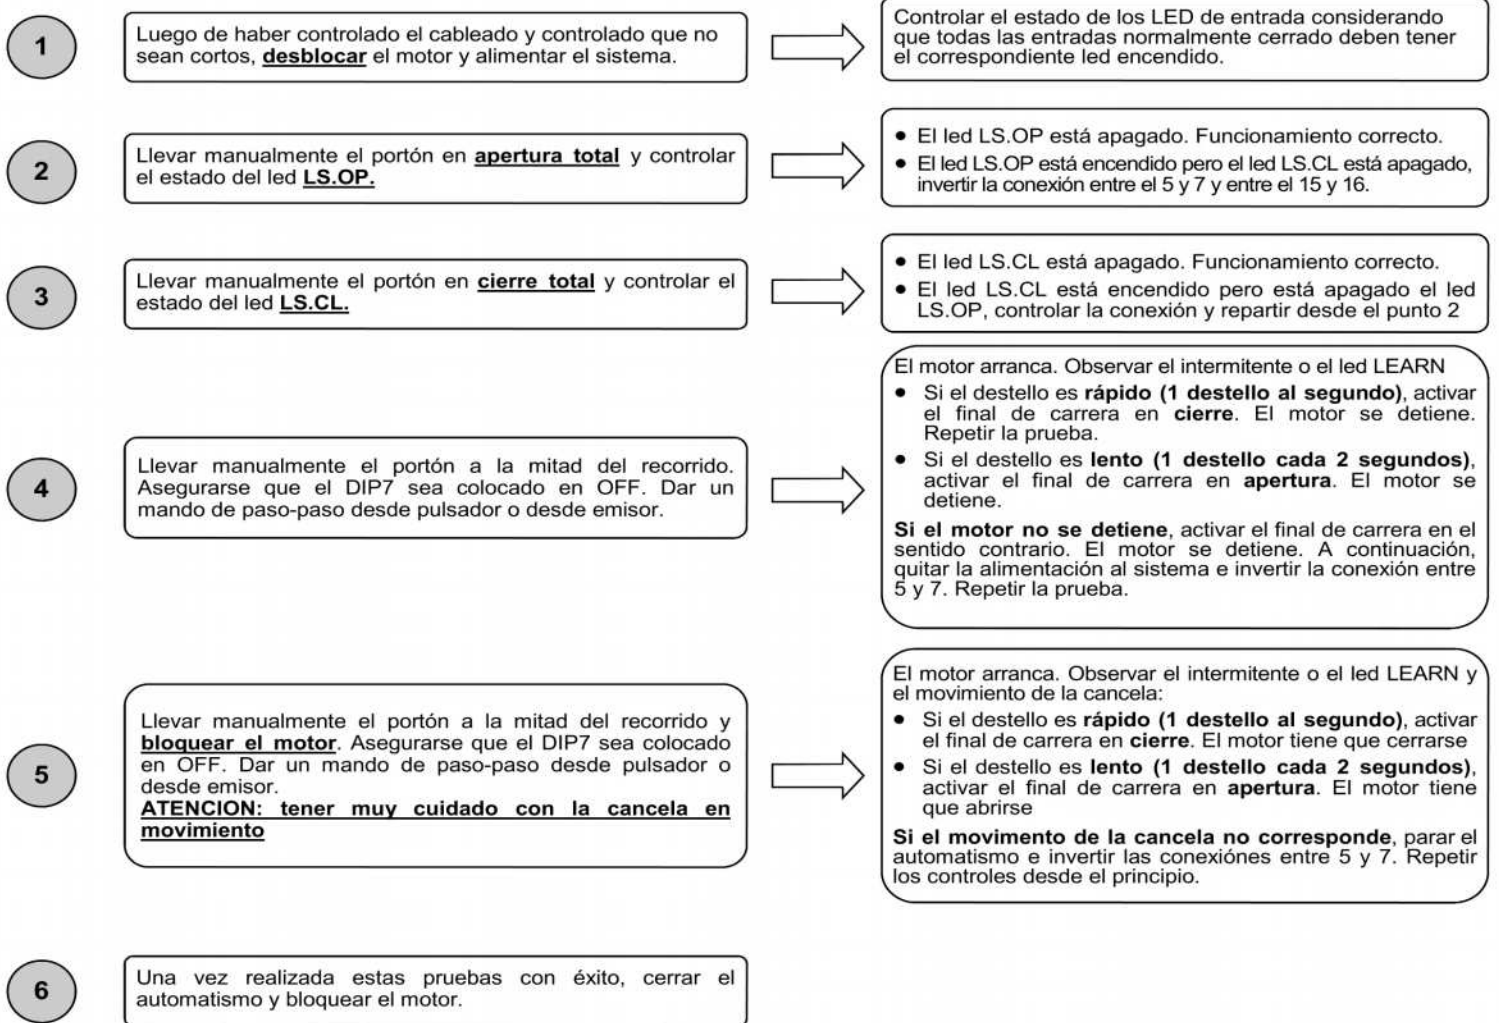 1
Luego de haber controlado el cableado y controlado que no
sean cortos, desblocar el motor y alimentar el sistema.
Controlar el estado de los LED de entrada considerando
que todas las entradas normalmente cerrado deben tener
el correspondiente led encendido.
2
Llevar manualmente el portón en apertura total y controlar
el estado del led LS.OP.
• El led LS.OP está apagado. Funcionamiento correcto.
• El led LS.OP está encendido pero el led LS.CL está apagado,
invertir la conexión entre el 5 y 7 y entre el 15 y 16.
3
Llevar manualmente el portón en cierre total y controlar el
estado del led LS.CL.
• El led LS.CL está apagado. Funcionamiento correcto.
• El led LS.CL está encendido pero está apagado el led
LS.OP, controlar la conexión y repartir desde el punto 2
4
Llevar manualmente el portón a la mitad del recorrido.
Asegurarse que el DIP7 sea colocado en OFF. Dar un
mando de paso-paso desde pulsador o desde emisor.
El motor arranca. Observar el intermitente o el led LEARN
• Si el destello es rápido (1 destello al segundo), activar
el final de carrera en cierre. El motor se detiene.
Repetir la prueba.
• Si el destello es lento (1 destello cada 2 segundos),
activar el final de carrera en apertura. El motor se
detiene.
Si el motor no se detiene, activar el final de carrera en el
sentido contrario. El motor se detiene. A continuación,
quitar la alimentación al sistema e invertir la conexión entre
5 y 7. Repetir la prueba.
5
Llevar manualmente el portón a la mitad del recorrido y
bloquear el motor. Asegurarse que el DIP7 sea colocado
en OFF. Dar un mando de paso-paso desde pulsador o
desde emisor.
ATENCION: tener muy cuidado con la cancela en
movimiento
El motor arranca. Observar el intermitente o el led LEARN y
el movimiento de la cancela:
• Si el destello es rápido (1 destello al segundo), activar
el final de carrera en cierre. El motor tiene que cerrarse
• Si el destello es lento (1 destello cada 2 segundos),
activar el final de carrera en apertura. El motor tiene
que abrirse
Si el movimento de la cancela no corresponde, parar el
automatismo e invertir las conexiónes entre 5 y 7. Repetir
los controles desde el principio.
6
Una vez realizada estas pruebas con éxito, cerrar el
automatismo y bloquear el motor.